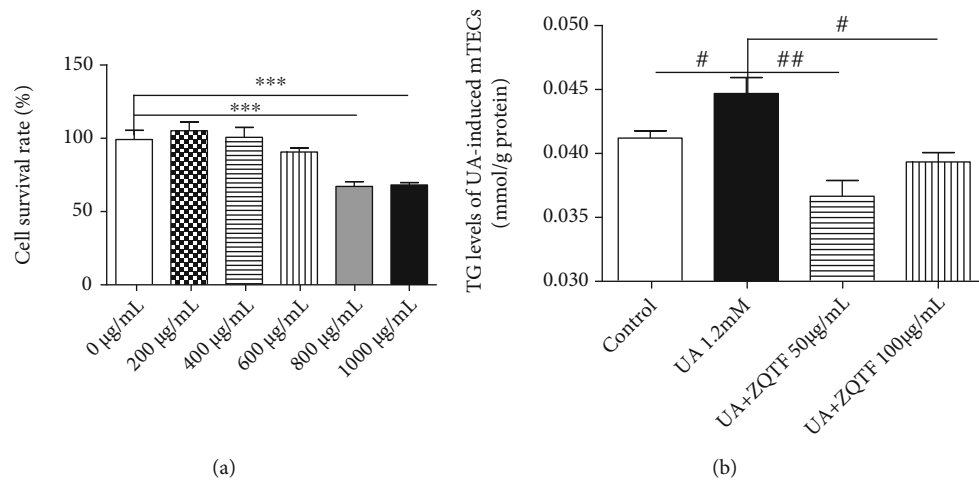 Cell survival rate (%)
150
100
50
0
***
***
0 µg/mL
200 µg/mL
400 µg/mL
600 µg/mL
800 µg/mL
1000 µg/mL
(a)
TG levels of UA-induced mTECs
(mmol/g protein)
0.050
0.045
0.040
0.035
0.030
#
#
##
Control
UA 1.2mM
UA+ZQTF 50µg/mL
UA+ZQTF 100µg/mL
(b)